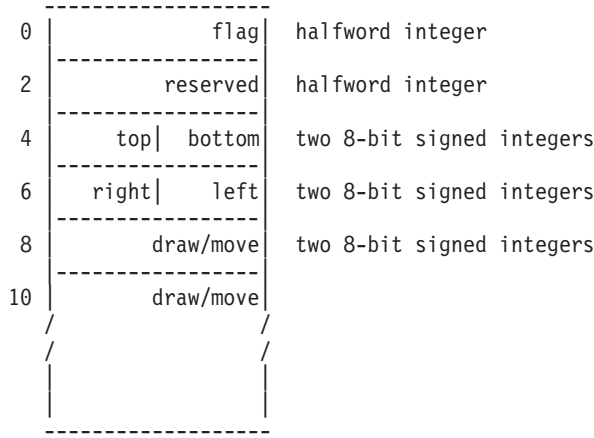 0 flag halfword integer
2 reserved halfword integer
4 top| bottom two 8-bit signed integers
6 right| left two 8-bit signed integers
8 draw/move two 8-bit signed integers
10 draw/move